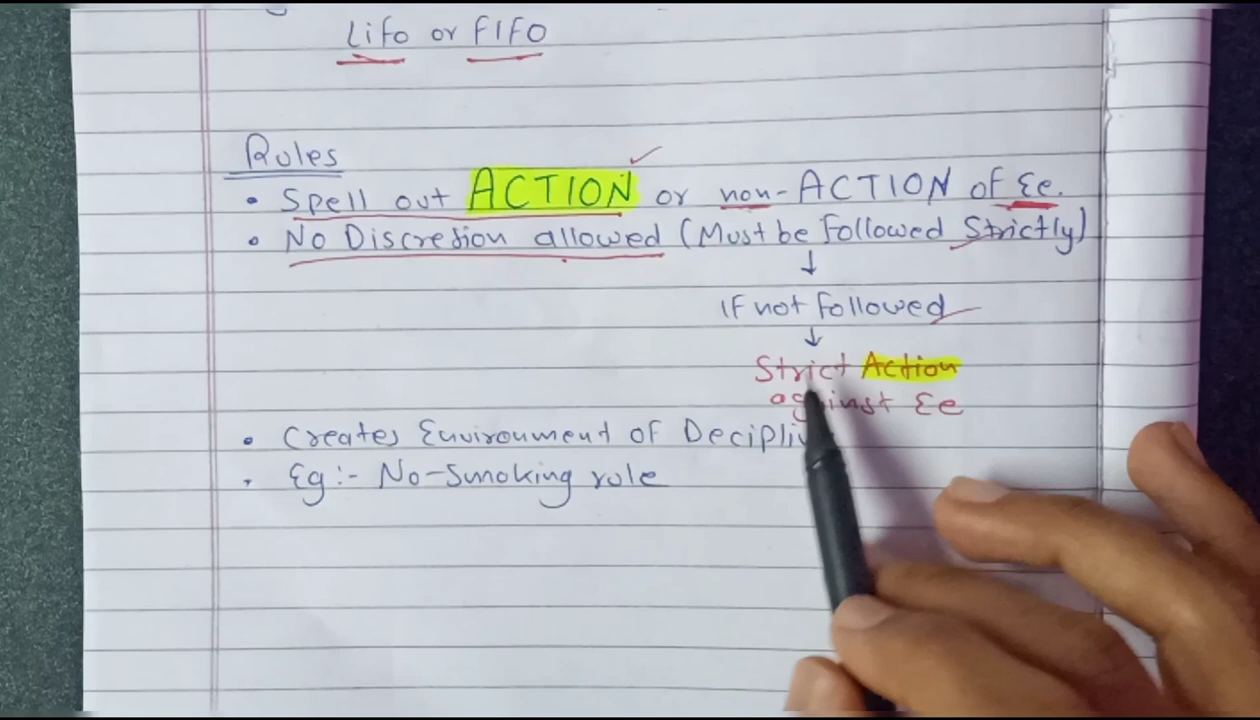 LiFo or FIFO
Rules
• Spell out ACTION or non-ACTION of Ee.
• No Discretion allowed (Must be followed Strictly)
↓
If not followed
↓
Strict Action
against Ee
• Creates Environment of
• Eg:- No-Smoking rule